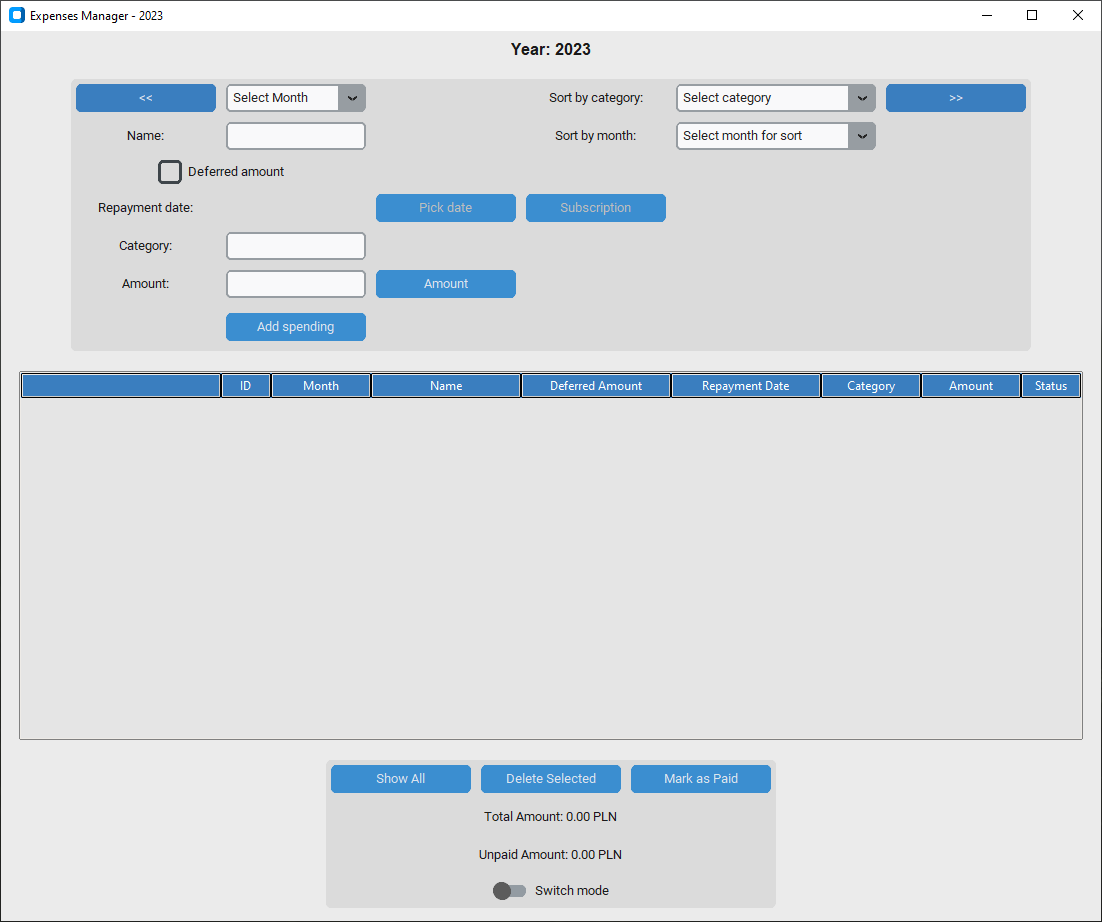 Expenses Manager - 2023
Year: 2023
<< Select Month Sort by category: Select category >>
Name: Sort by month: Select month for sort
Deferred amount
Repayment date: Pick date Subscription
Category:
Amount: Amount
Add spending
ID Month Name Deferred Amount Repayment Date Category Amount Status
Show All Delete Selected Mark as Paid
Total Amount: 0.00 PLN
Unpaid Amount: 0.00 PLN
Switch mode